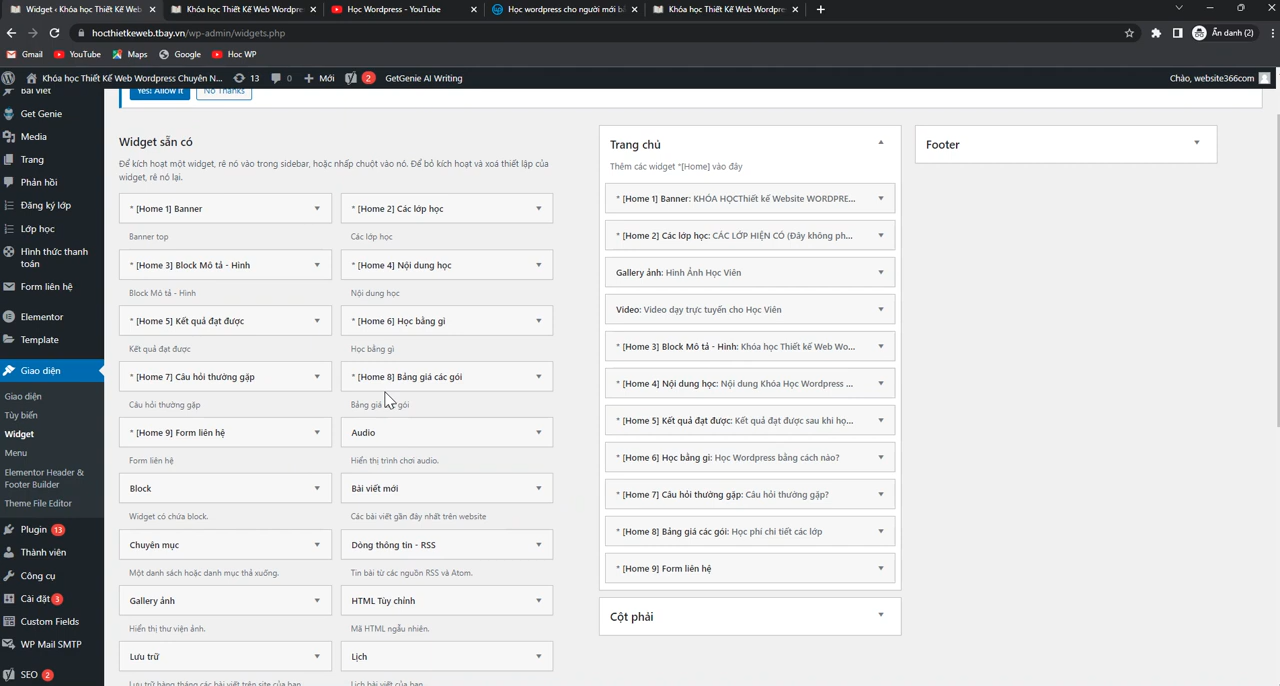 Widget ‹ Khóa học Thiết Kế Web
Khóa học Thiết Kế Web Wordpre
Học Wordpress - YouTube
Học wordpress cho người mới bắ
Khóa học Thiết Kế Web Wordpre
hocthietkeweb.tbay.vn/wp-admin/widgets.php
Ẩn danh (2)
Gmail
YouTube
Maps
Google
Hoc WP
Khóa học Thiết Kế Web Wordpress Chuyên N...
13
0
Mới
2
GetGenie AI Writing
Chào, website366com
Bài viết
Get Genie
Media
Trang
Phản hồi
Đăng ký lớp
Lớp học
Hình thức thanh
toán
Form liên hệ
Elementor
Template
Giao diện
Giao diện
Tùy biến
Widget
Menu
Elementor Header &
Footer Builder
Theme File Editor
Plugin 13
Thành viên
Công cụ
Cài đặt 3
Custom Fields
WP Mail SMTP
SEO 2
Yes! Allow it
No Thanks
Widget sẵn có
Để kích hoạt một widget, rê nó vào trong sidebar, hoặc nhấp chuột vào nó. Để bỏ kích hoạt và xoá thiết lập của
widget, rê nó lại.
* [Home 1] Banner
Banner top
* [Home 2] Các lớp học
Các lớp học
* [Home 3] Block Mô tả - Hình
Block Mô tả - Hình
* [Home 4] Nội dung học
Nội dung học
* [Home 5] Kết quả đạt được
Kết quả đạt được
* [Home 6] Học bằng gì
Học bằng gì
* [Home 7] Câu hỏi thường gặp
Câu hỏi thường gặp
* [Home 8] Bảng giá các gói
Bảng giá gói
* [Home 9] Form liên hệ
Form liên hệ
Audio
Hiển thị trình chơi audio.
Block
Widget có chứa block.
Bài viết mới
Các bài viết gần đây nhất trên website
Chuyên mục
Một danh sách hoặc danh mục thả xuống.
Dòng thông tin - RSS
Tin bài từ các nguồn RSS và Atom.
Gallery ảnh
Hiển thị thư viện ảnh.
HTML Tùy chỉnh
Mã HTML ngẫu nhiên.
Lưu trữ
Lưu trữ hàng tháng các bài viết trên site của bạn
Lịch
Lịch bài viết của bạn
Trang chủ
Thêm các widget *[Home] vào đây
* [Home 1] Banner: KHÓA HỌCThiết kế Website WORDPRE...
* [Home 2] Các lớp học: CÁC LỚP HIỆN CÓ (Đây không ph...
Gallery ảnh: Hình Ảnh Học Viên
Video: Video dạy trực tuyến cho Học Viên
* [Home 3] Block Mô tả - Hình: Khóa học Thiết Kế Web Wo...
* [Home 4] Nội dung học: Nội dung Khóa Học Wordpress ...
* [Home 5] Kết quả đạt được: Kết quả đạt được sau khi họ...
* [Home 6] Học bằng gì: Học Wordpress bằng cách nào?
* [Home 7] Câu hỏi thường gặp: Câu hỏi thường gặp?
* [Home 8] Bảng giá các gói: Học phí chi tiết các lớp
* [Home 9] Form liên hệ
Cột phải
Footer